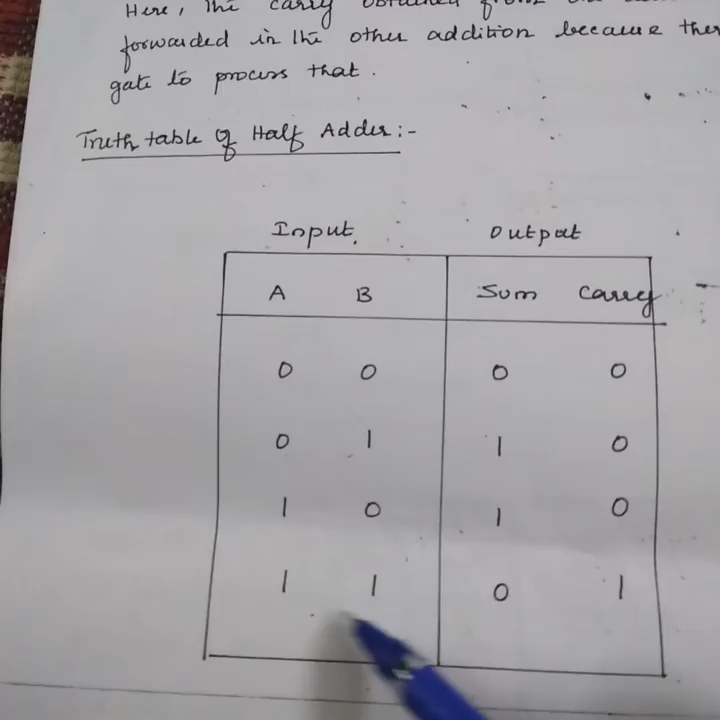 Here, the carry obtained from
forwarded in the other addition because
gate to process that.
Truth table of Half Adder:-
Input Output
A B Sum Carry
0 0 0 0
0 1 1 0
1 0 1 0
1 1 0 1